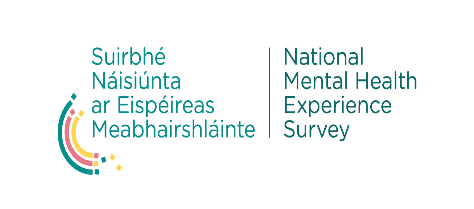 Suirbhé
Náisiúnta
ar Eispéireas
Meabhairshláinte
National
Mental Health
Experience
Survey